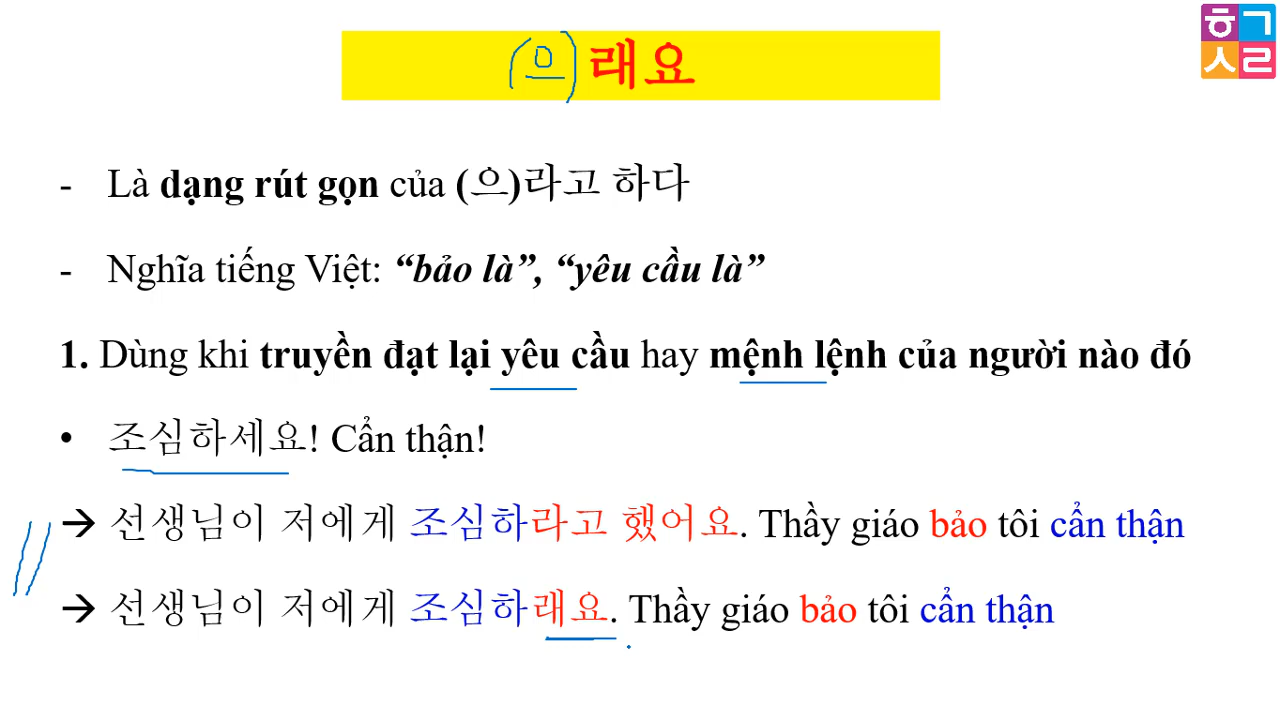 (으)래요
ㅎㄱ
ㅅㄹ
- Là dạng rút gọn của (으)라고 하다
- Nghĩa tiếng Việt: “bảo là”, “yêu cầu là”
1. Dùng khi truyền đạt lại yêu cầu hay mệnh lệnh của người nào đó
• 조심하세요! Cẩn thận!
→ 선생님이 저에게 조심하라고 했어요. Thầy giáo bảo tôi cẩn thận
→ 선생님이 저에게 조심하래요. Thầy giáo bảo tôi cẩn thận